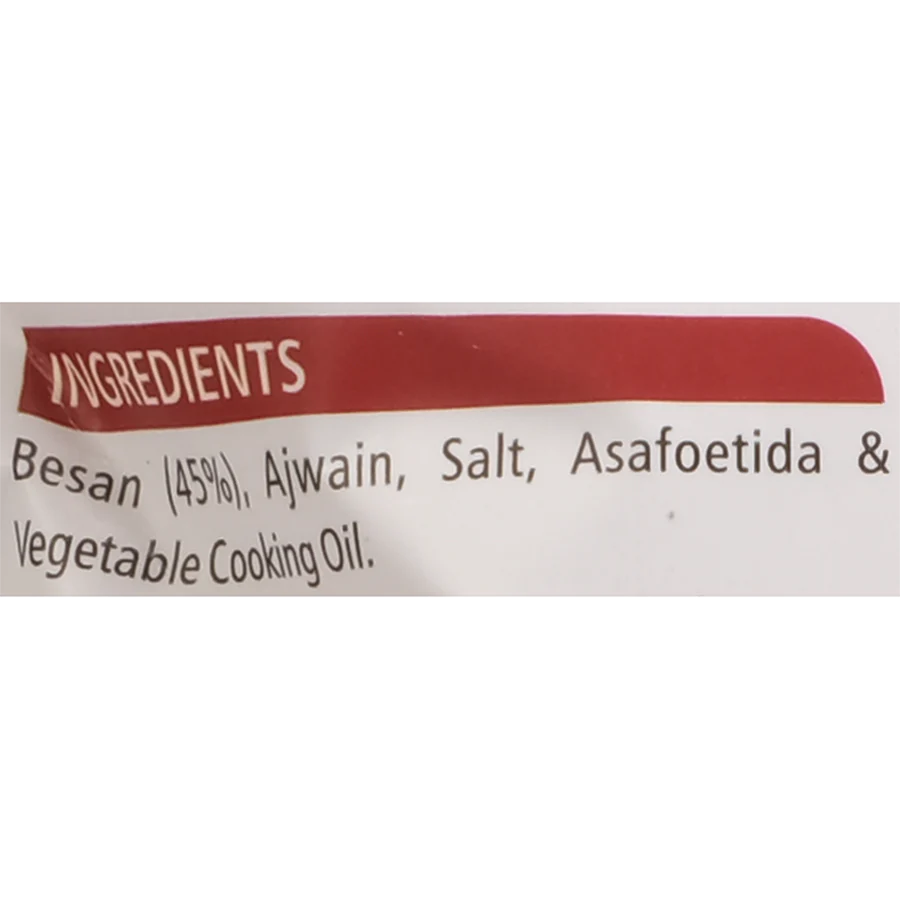 INGREDIENTS
Besan (45%), Ajwain, Salt, Asafoetida &
Vegetable Cooking Oil.